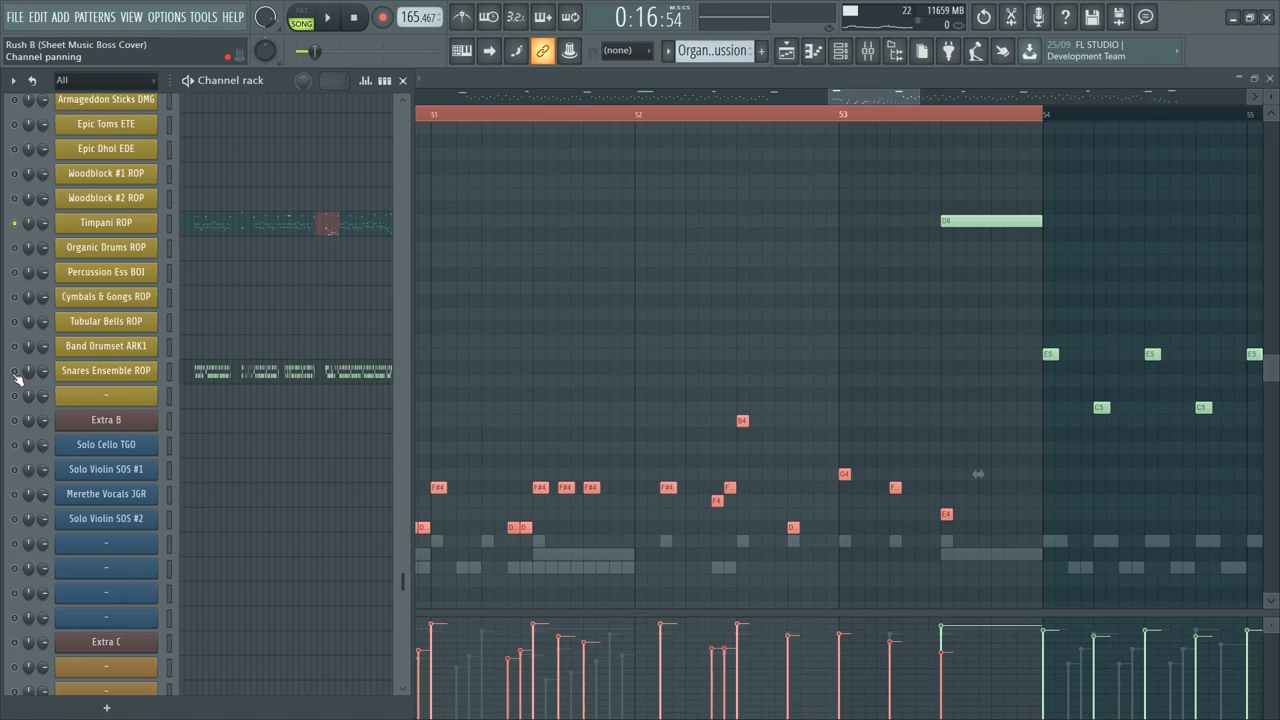 FILE EDIT ADD PATTERNS VIEW OPTIONS TOOLS HELP
PAT
SONG
165.467
3.2.
0:16:54
M:S:CS
22
11659 MB
0
Rush B (Sheet Music Boss Cover)
Channel panning
(none)
Organ..ussion
25/09 FL STUDIO |
Development Team
All
Channel rack
51
52
53
54
55
Armageddon Sticks DMG
Epic Toms ETE
Epic Dhol EDE
Woodblock #1 ROP
Woodblock #2 ROP
Timpani ROP
Organic Drums ROP
Percussion Ess BOI
Cymbals & Gongs ROP
Tubular Bells ROP
Band Drumset ARK1
Snares Ensemble ROP
-
Extra B
Solo Cello TGO
Solo Violin SOS #1
Merethe Vocals JGR
Solo Violin SOS #2
-
-
-
-
Extra C
-
-
D6
E5
E5
E5
C5
C5
B4
G4
F#4
F#4
F#4
F#4
F#4
F..
F..
F4
E4
D..
D..
D..
D..